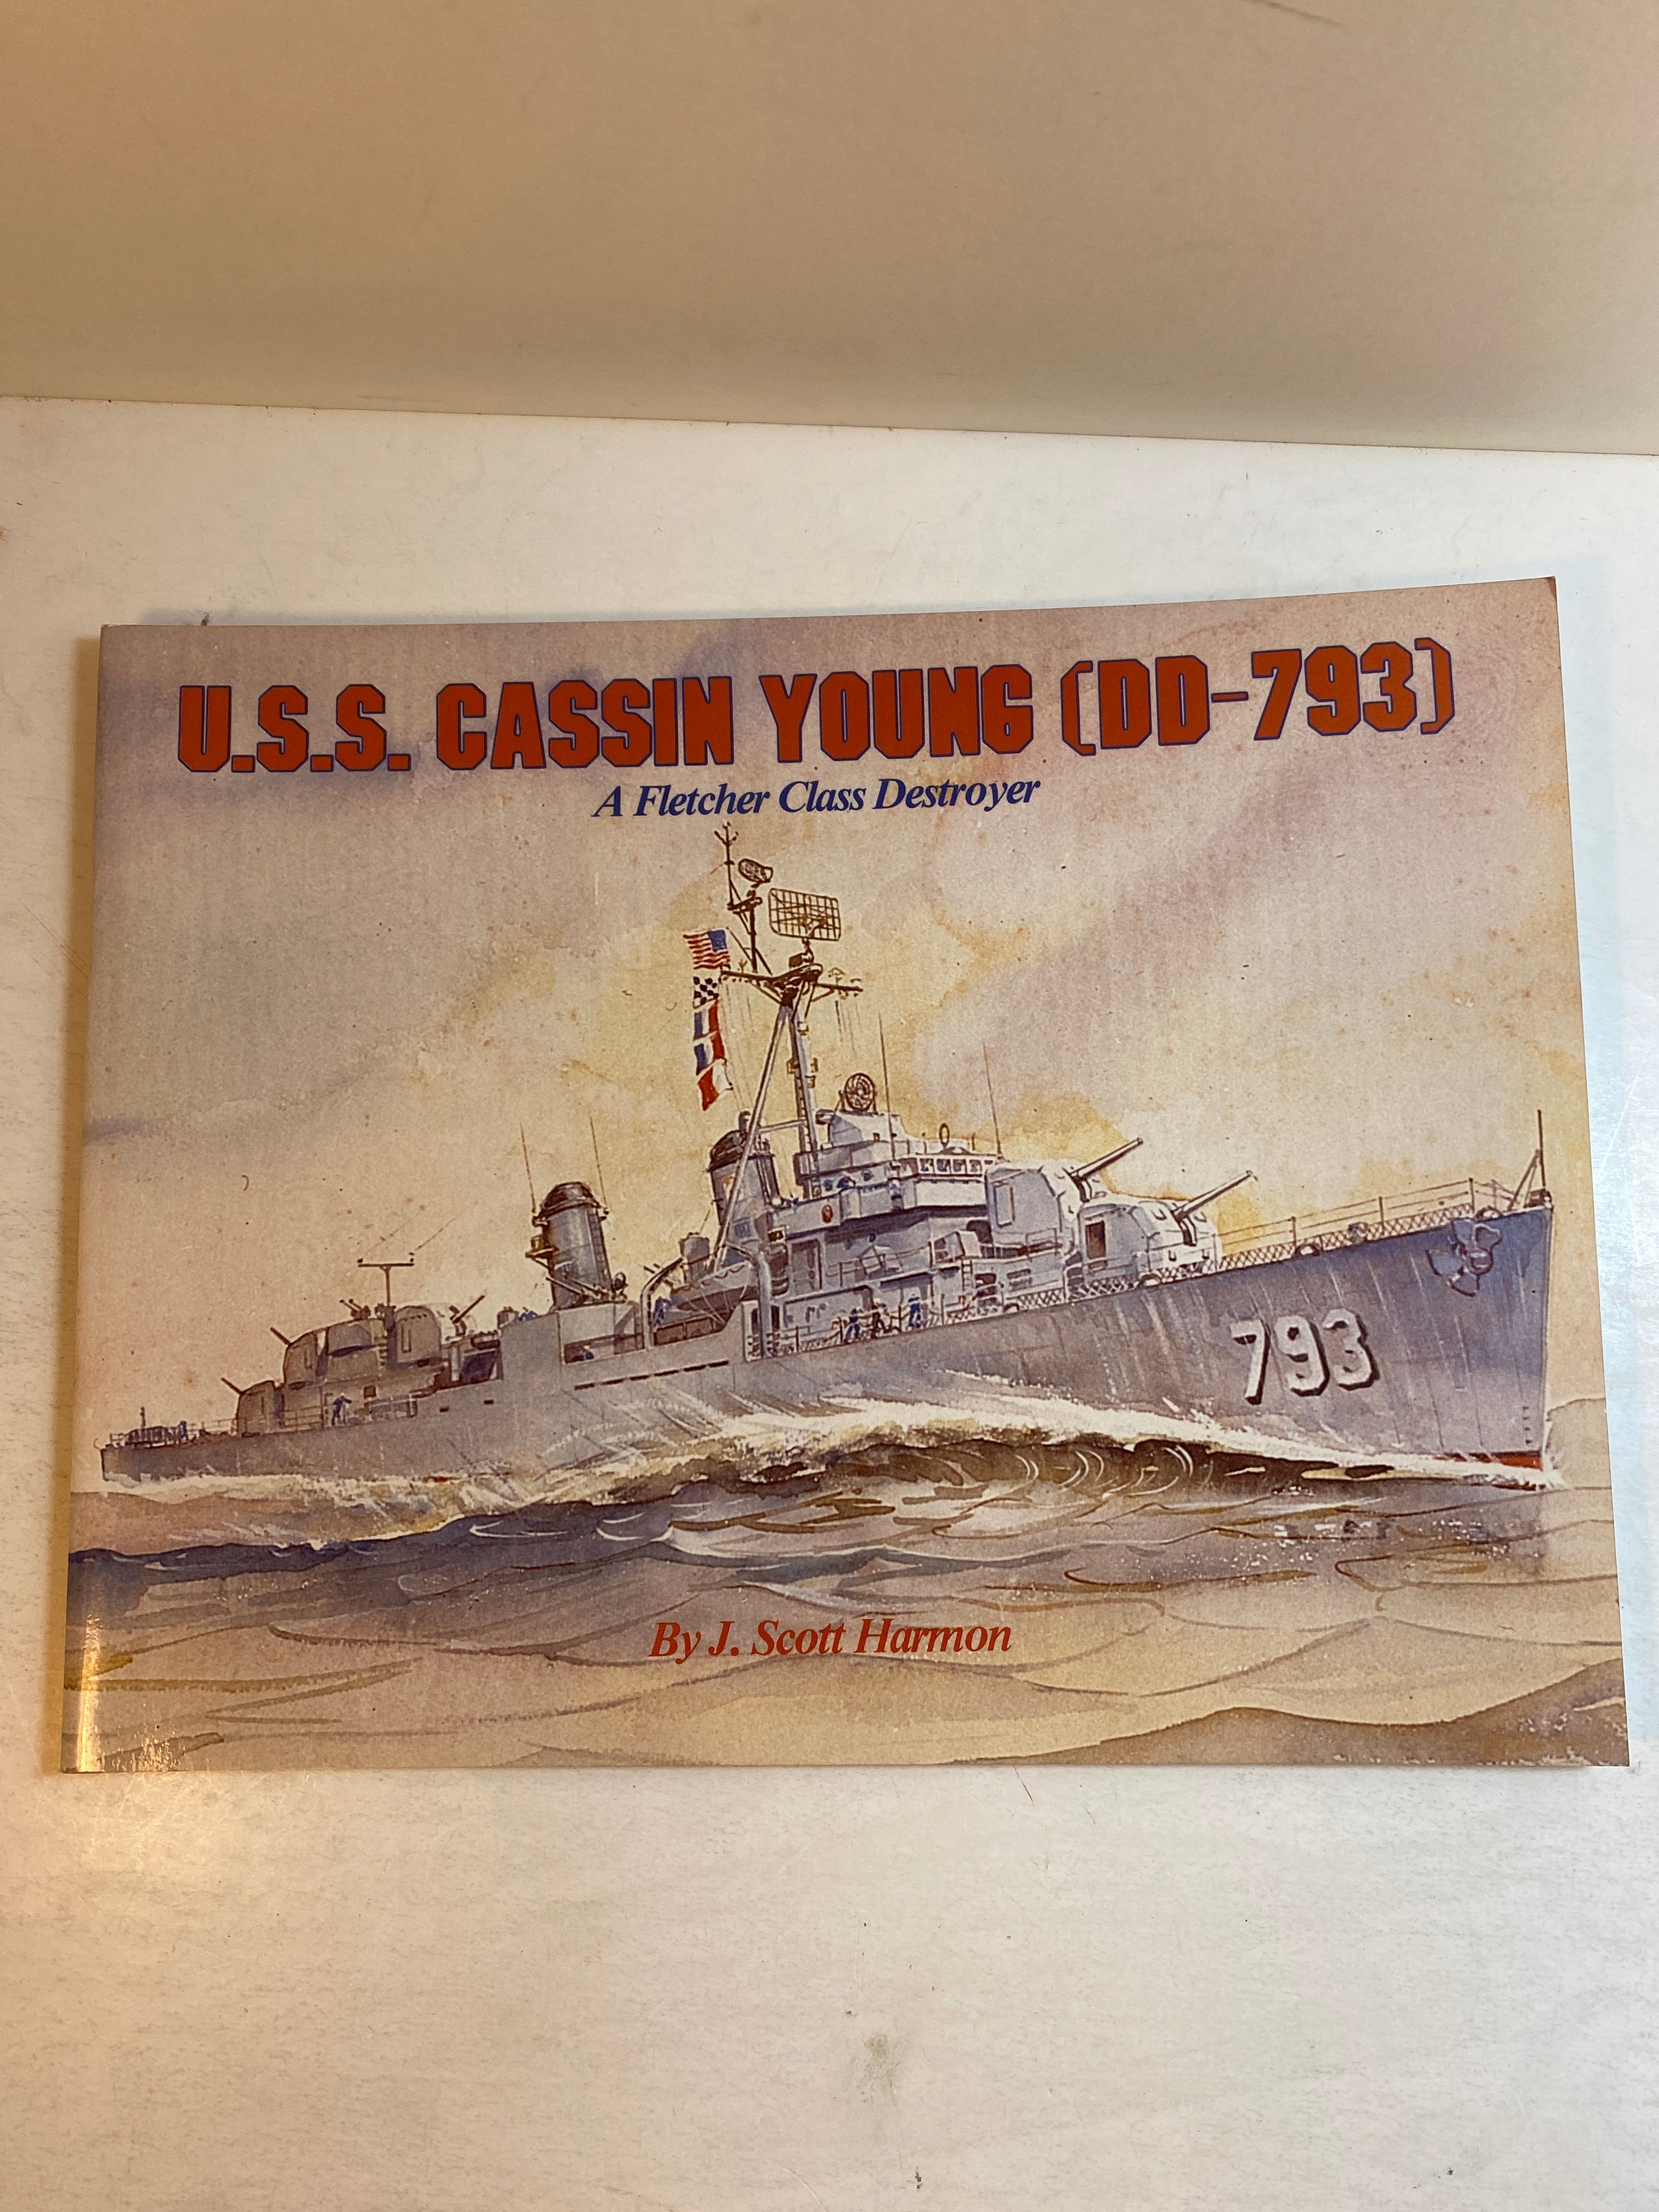 U.S.S. CASSIN YOUNG (DD-793)
A Fletcher Class Destroyer
793
By J. Scott Harmon